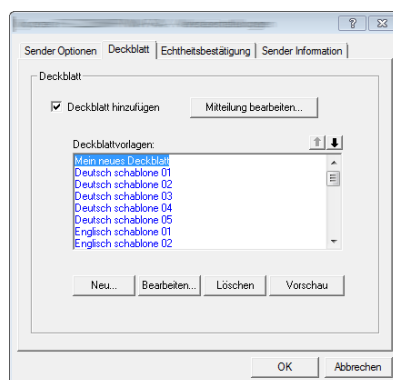 Sender Optionen Deckblatt Echtheitsbestätigung Sender Information
Deckblatt
Deckblatt hinzufügen Mitteilung bearbeiten...
Deckblattvorlagen:
Mein neues Deckblatt
Deutsch schablone 01
Deutsch schablone 02
Deutsch schablone 03
Deutsch schablone 04
Deutsch schablone 05
Englisch schablone 01
Englisch schablone 02
Neu... Bearbeiten... Löschen Vorschau
OK Abbrechen